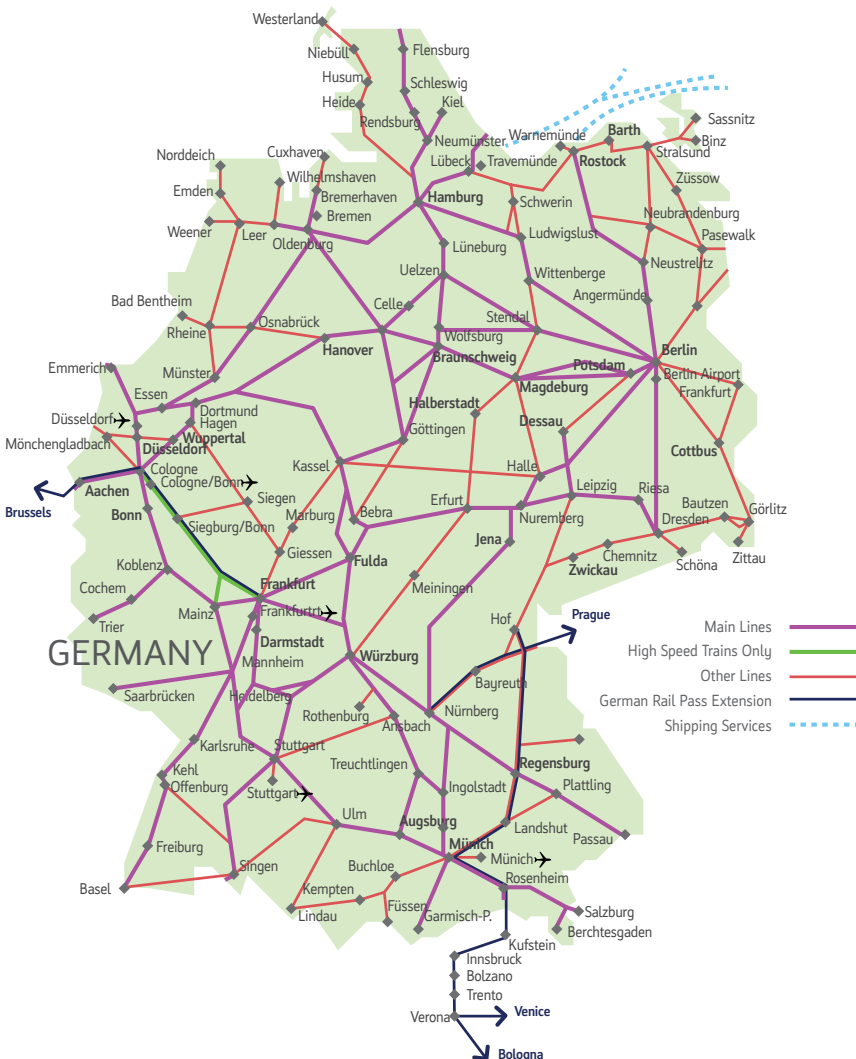 Westerland
Flensburg
Niebüll
Husum
Schleswig
Heide
Kiel
Rendsburg
Sassnitz
Barth
Neumünster
Warnemünde
Binz
Cuxhaven
Lübeck
Travemünde
Rostock
Stralsund
Norddeich
Wilhelmshaven
Züssow
Emden
Bremerhaven
Hamburg
Schwerin
Bremen
Neubrandenburg
Weener
Leer
Oldenburg
Lüneburg
Ludwigslust
Pasewalk
Uelzen
Neustrelitz
Wittenberge
Bad Bentheim
Celle
Angermünde
Rheine
Osnabrück
Stendal
Hanover
Wolfsburg
Braunschweig
Berlin
Emmerich
Münster
Potsdam
Berlin Airport
Magdeburg
Frankfurt
Essen
Dortmund
Halberstadt
Düsseldorf
Hagen
Dessau
Mönchengladbach
Wuppertal
Göttingen
Düsseldorf
Cottbus
Cologne
Kassel
Halle
Cologne/Bonn
Aachen
Leipzig
Riesa
Brussels
Siegen
Erfurt
Bautzen
Bonn
Marburg
Bebra
Nuremberg
Görlitz
Siegburg/Bonn
Dresden
Jena
Giessen
Chemnitz
Zittau
Koblenz
Fulda
Zwickau
Schöna
Cochem
Frankfurt
Meiningen
Mainz
Frankfurtrt
Hof
Prague
Trier
Darmstadt
Main Lines
GERMANY
Mannheim
Würzburg
High Speed Trains Only
Bayreuth
Other Lines
Saarbrücken
Heidelberg
German Rail Pass Extension
Rothenburg
Nürnberg
Ansbach
Shipping Services
Karlsruhe
Stuttgart
Treuchtlingen
Regensburg
Kehl
Offenburg
Stuttgart
Ingolstadt
Plattling
Ulm
Augsburg
Landshut
Passau
Freiburg
Münich
Münich
Buchloe
Singen
Rosenheim
Basel
Kempten
Lindau
Füssen
Garmisch-P.
Salzburg
Berchtesgaden
Kufstein
Innsbruck
Bolzano
Trento
Verona
Venice
Bologna